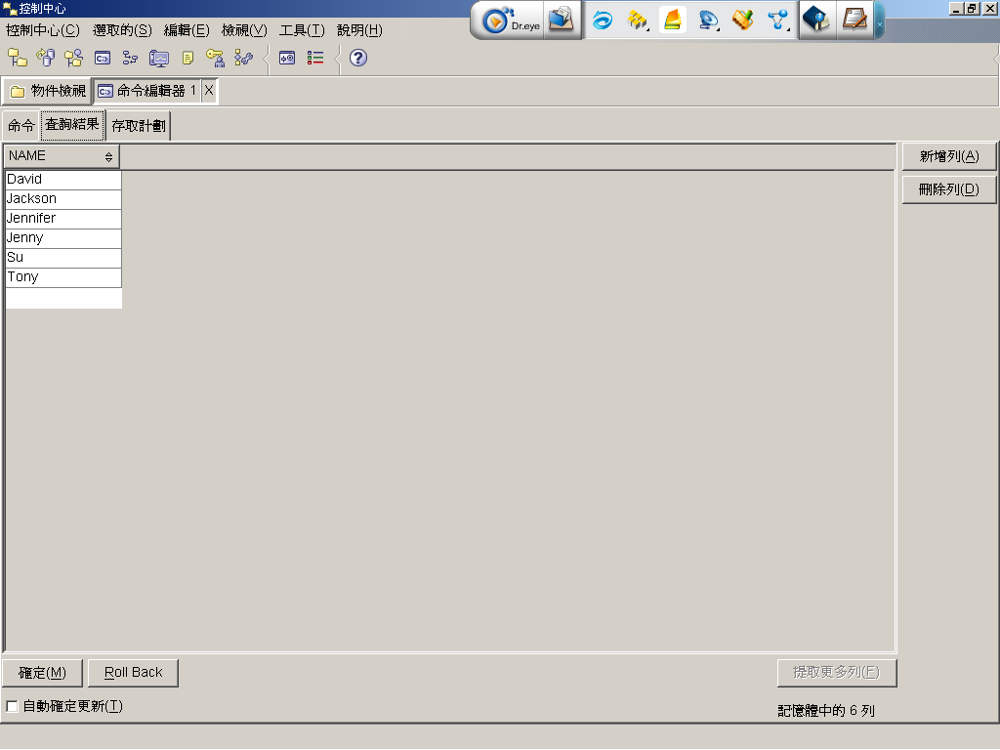 控制中心
Dr.eye
控制中心(C) 選取的(S) 編輯(E) 檢視(V) 工具(T) 說明(H)
物件檢視 命令編輯器 1 X
命令 查詢結果 存取計劃
NAME
新增列(A)
David
刪除列(D)
Jackson
Jennifer
Jenny
Su
Tony
確定(M) Roll Back 提取更多列(F)
自動確定更新(T) 記憶體中的 6 列